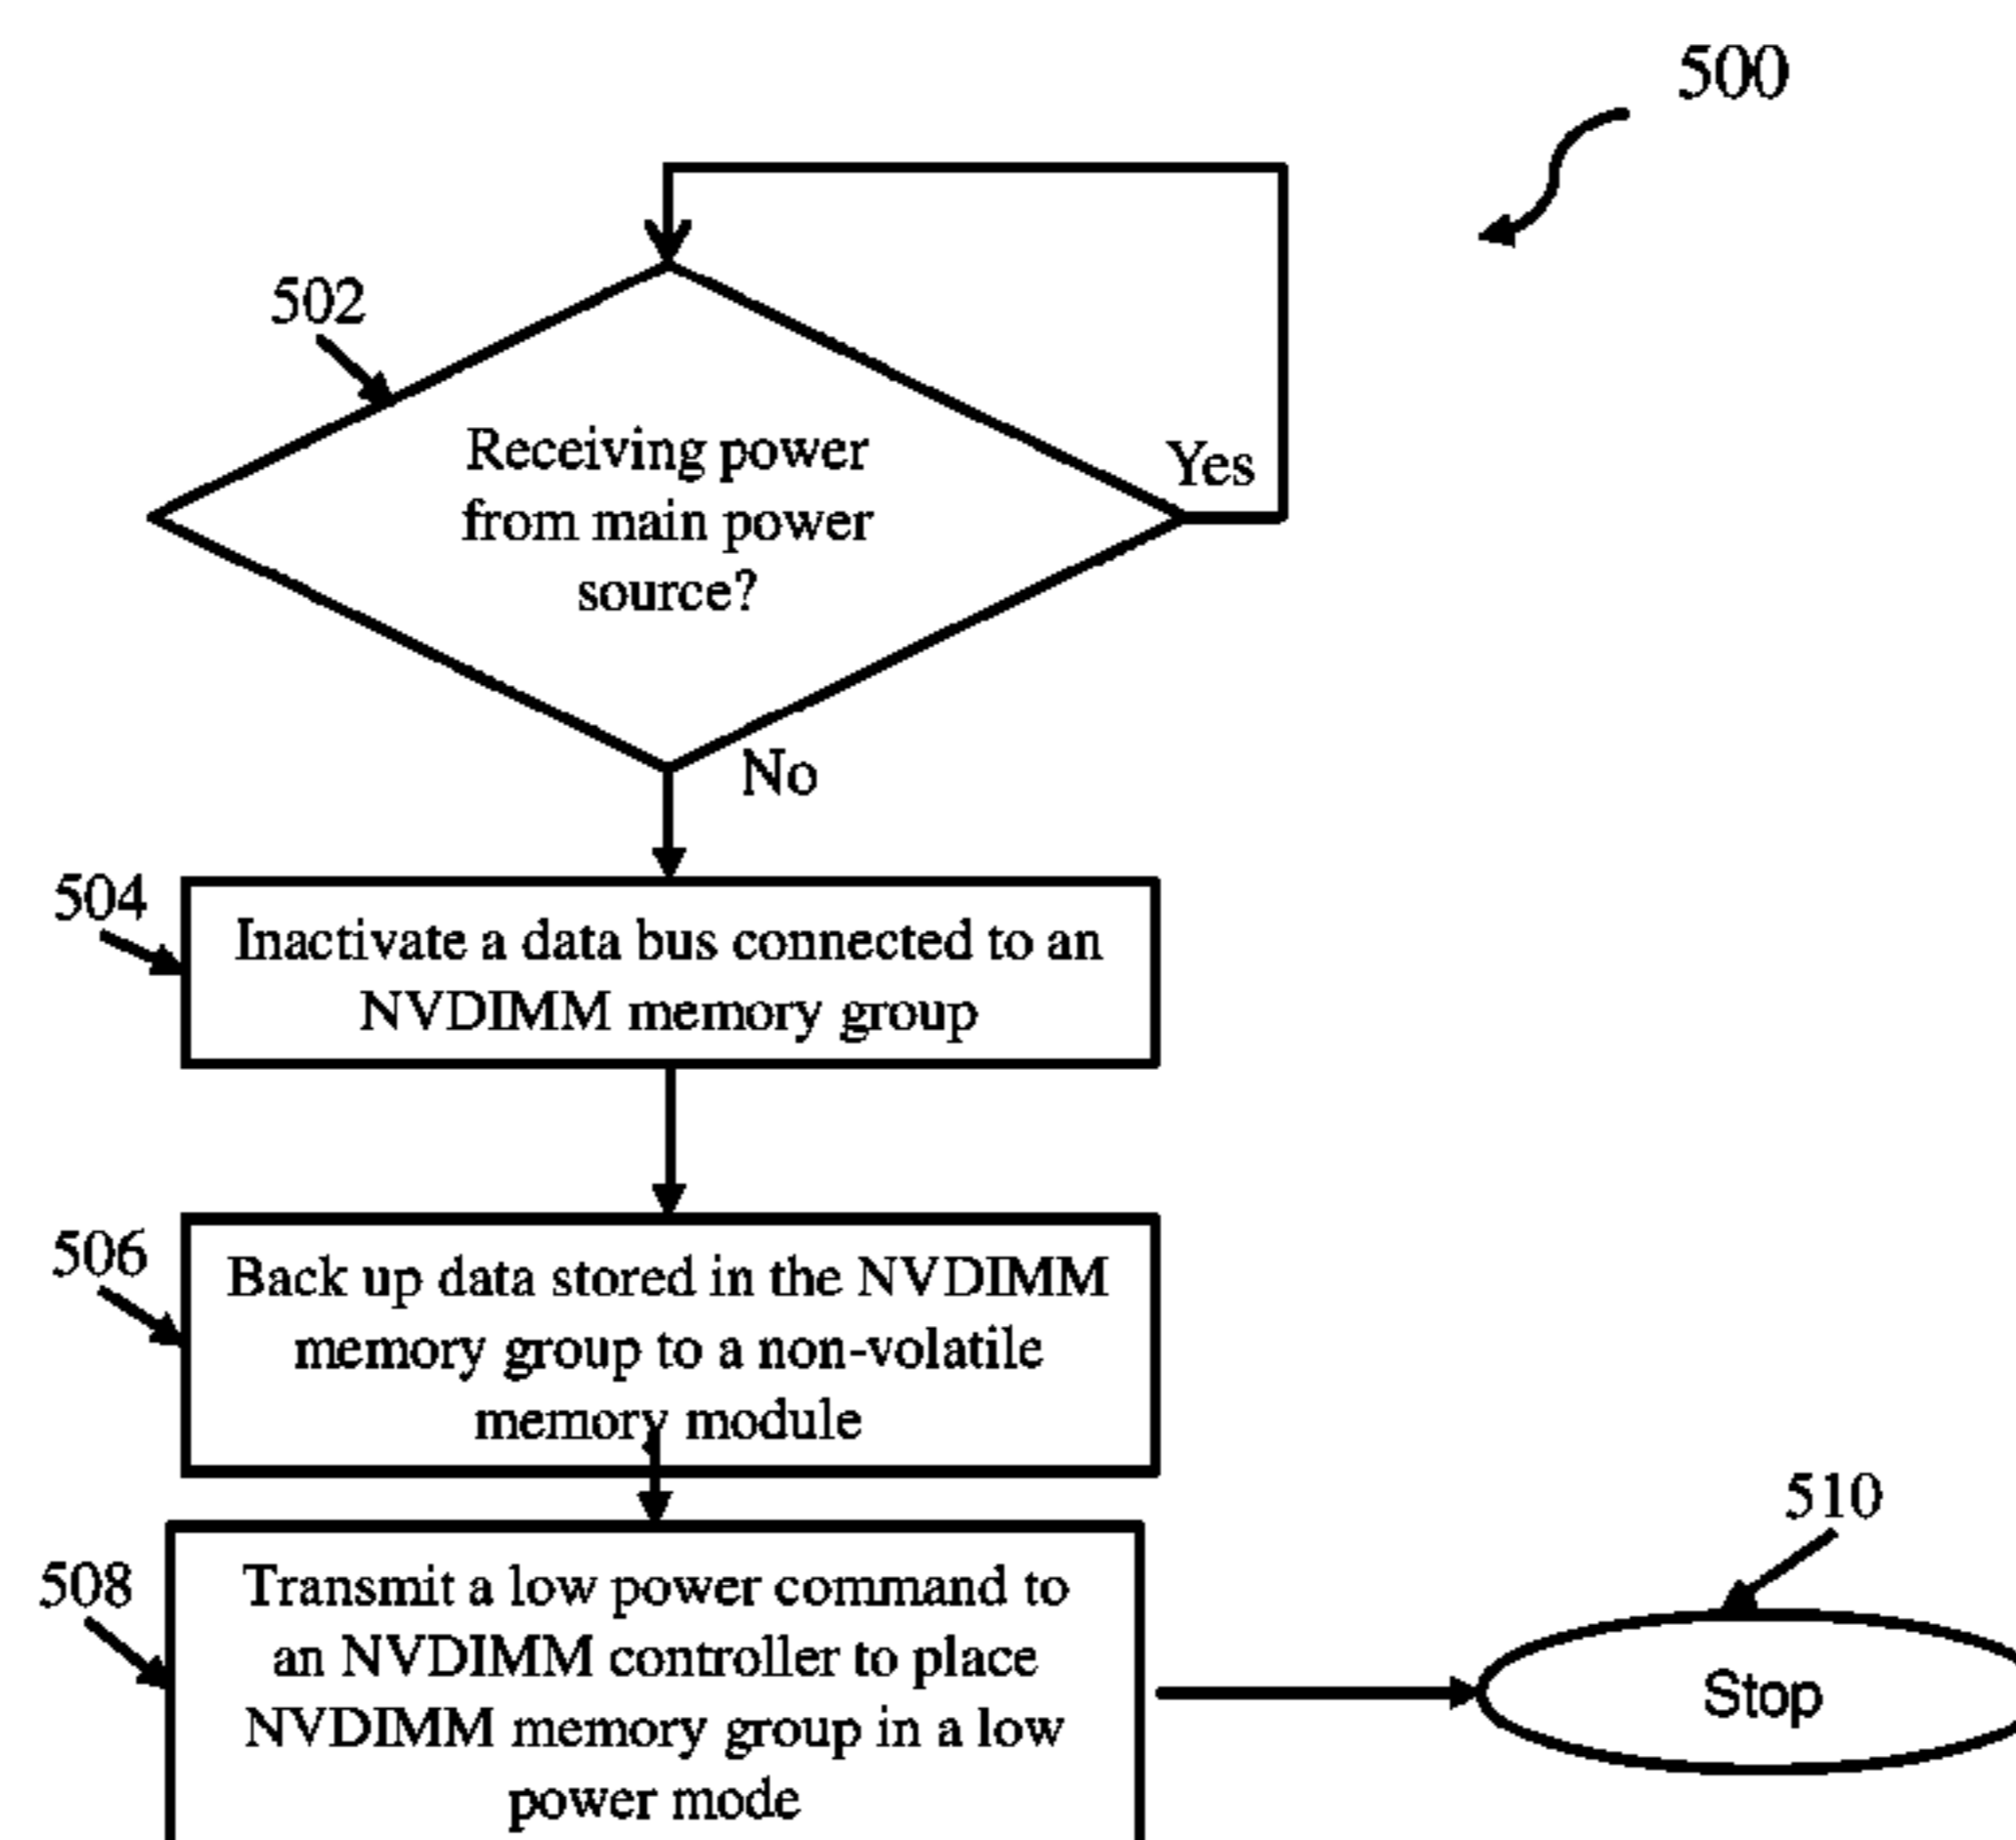 500
502
Receiving power
from main power
source?
Yes
No
504
Inactivate a data bus connected to an
NVDIMM memory group
506
Back up data stored in the NVDIMM
memory group to a non-volatile
memory module
508
Transmit a low power command to
an NVDIMM controller to place
NVDIMM memory group in a low
power mode
510
Stop